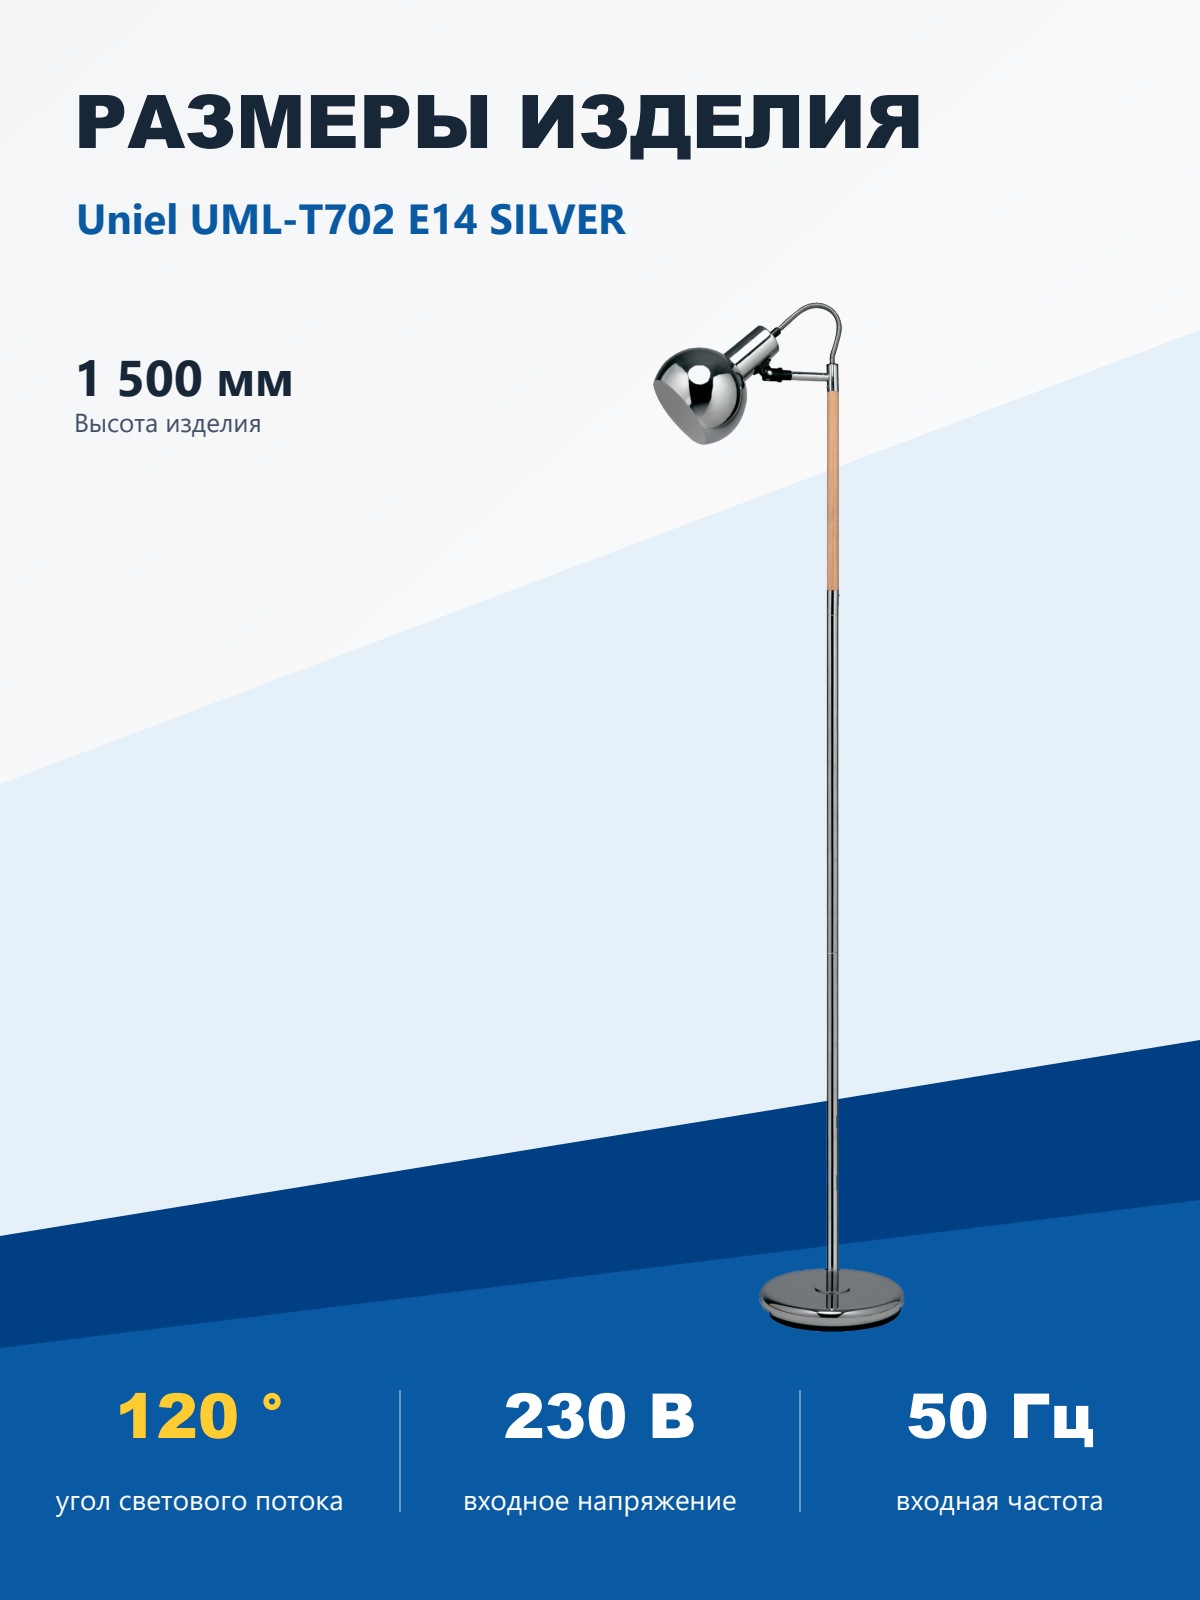 РАЗМЕРЫ ИЗДЕЛИЯ
Uniel UML-T702 E14 SILVER
1 500 мм
Высота изделия
120 °
230 В
50 Гц
угол светового потока
входное напряжение
входная частота